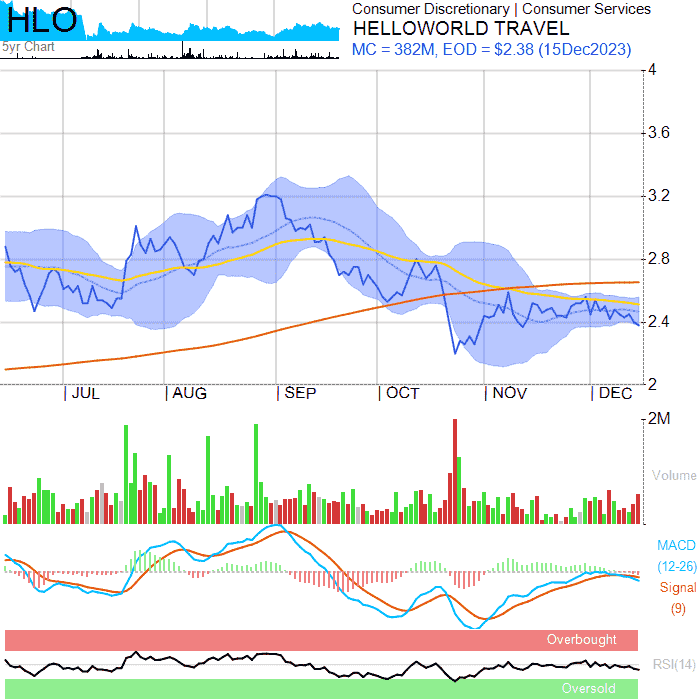 HLO
5yr Chart
Consumer Discretionary | Consumer Services
HELLOWORLD TRAVEL
MC = 382M, EOD = $2.38 (15Dec2023)
4
3.6
3.2
2.8
2.4
2
| JUL | AUG | SEP | OCT | NOV | DEC
2M
Volume
MACD
(12-26)
Signal
(9)
Overbought
RSI(14)
Oversold